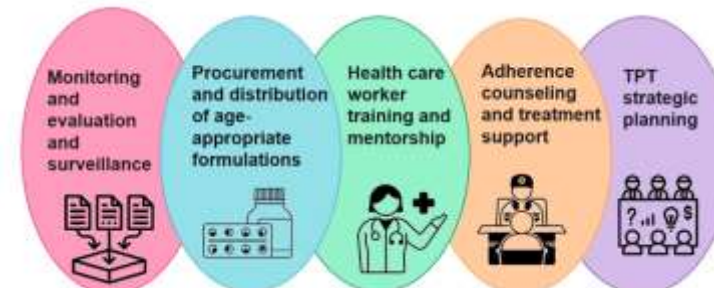 Monitoring
and
evaluation
and
surveillance
Procurement
and distribution
of age-
appropriate
formulations
Health care
worker
training and
mentorship
Adherence
counseling
and treatment
support
TPT
strategic
planning
? $